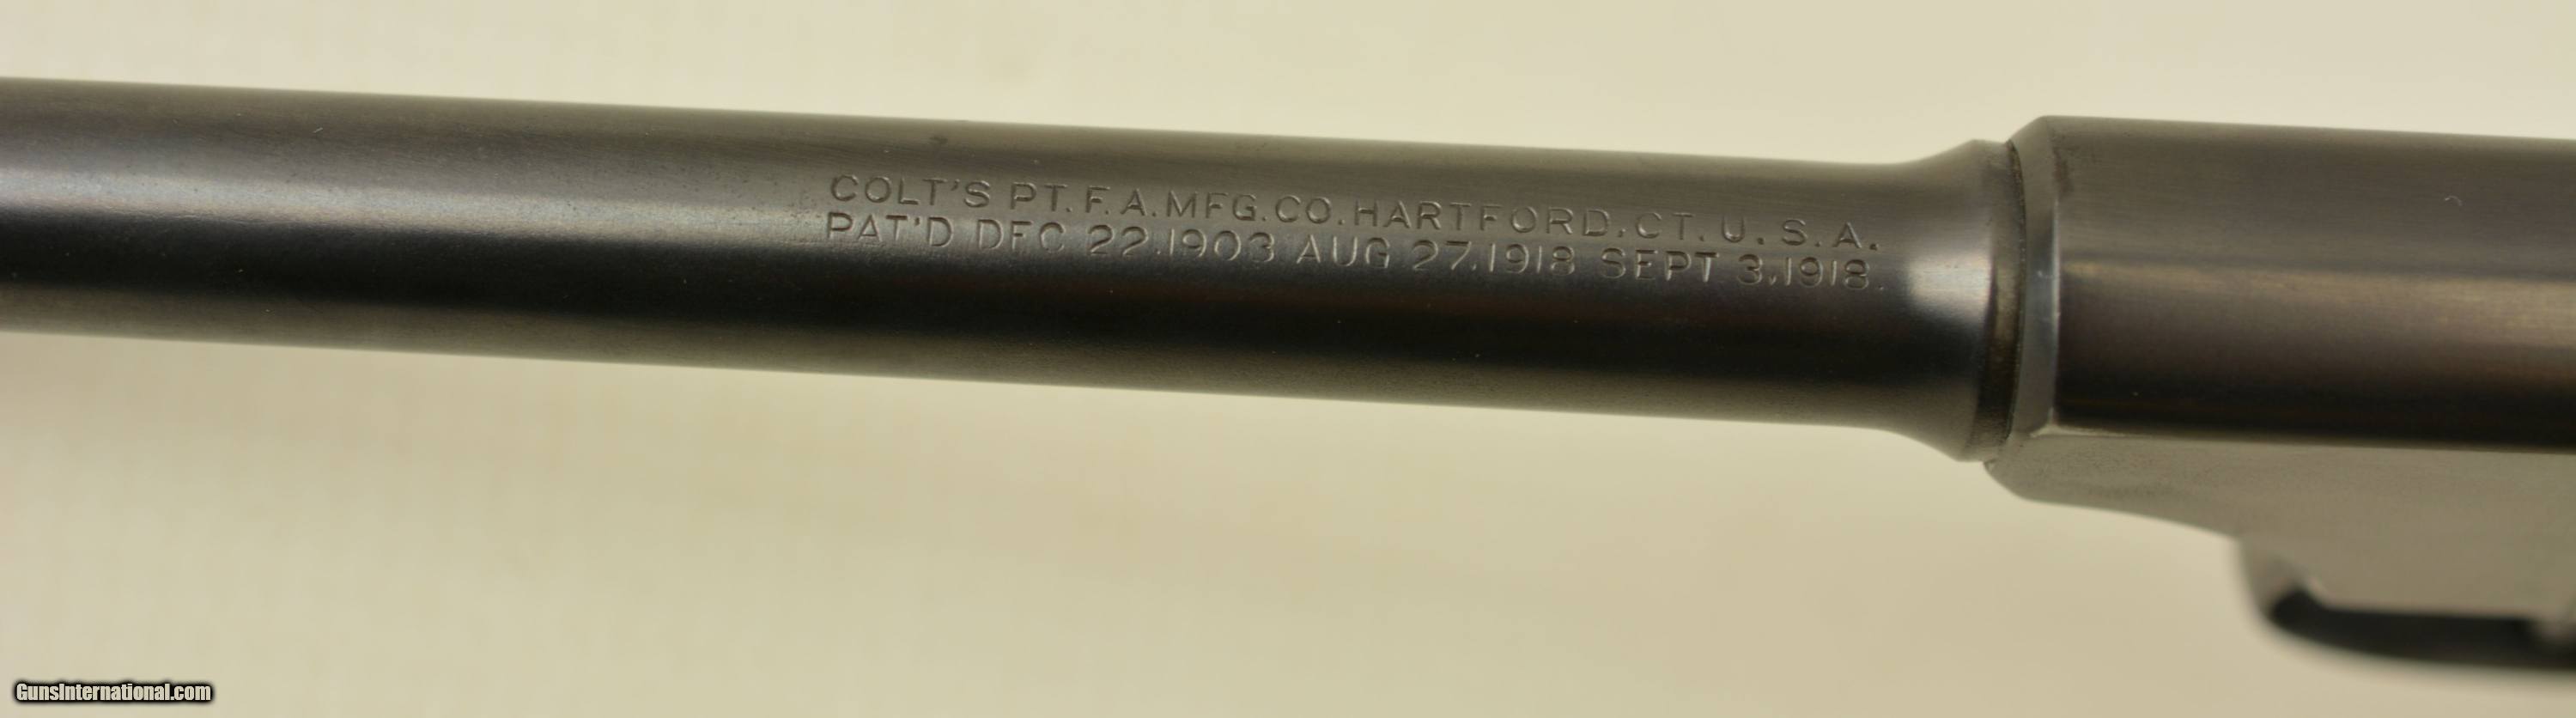 COLT'S PT. F. A. MFG. CO. HARTFORD, CT. U. S. A.
PAT'D DEC 22,1903 AUG 27,1918 SEPT 3,1918.
GunsInternational.com